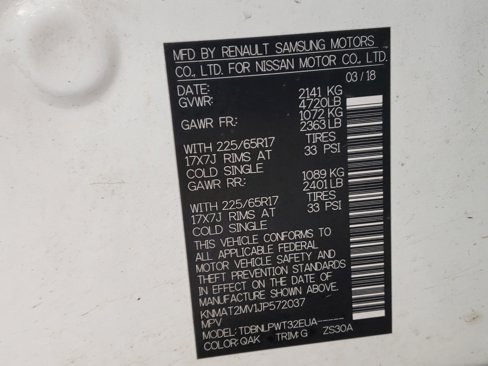 MFD BY RENAULT SAMSUNG MOTORS
CO., LTD. FOR NISSAN MOTOR CO., LTD.
DATE: 03/18
GVWR: 2141 KG
4720LB
GAWR FR: 1072 KG
2363LB
WITH 225/65R17 TIRES
17X7J RIMS AT 33 PSI
COLD SINGLE
GAWR RR: 1089 KG
2401LB
WITH 225/65R17 TIRES
17X7J RIMS AT 33 PSI
COLD SINGLE
THIS VEHICLE CONFORMS TO
ALL APPLICABLE FEDERAL
MOTOR VEHICLE SAFETY AND
THEFT PREVENTION STANDARDS
IN EFFECT ON THE DATE OF
MANUFACTURE SHOWN ABOVE.
KNMAT2MV1JP572037
MPV
MODEL: TDBNLPWT32EUA------
COLOR: QAK TRIM: G ZS30A